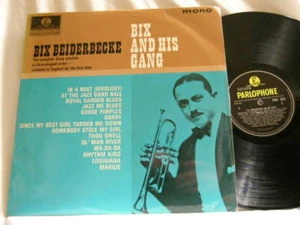 mono
BIX BEIDERBECKE
BIX
AND HIS
GANG
The complete Gang sessions
in chronological order -
available in England for the first time
IN A MIST (BIXOLOGY)
AT THE JAZZ BAND BALL
ROYAL GARDEN BLUES
JAZZ ME BLUES
GOOSE PIMPLES
SORRY
SINCE MY BEST GIRL TURNED ME DOWN
SOMEBODY STOLE MY GIRL
THOU SWELL
OL' MAN RIVER
WA-DA-DA
RHYTHM KING
LOUISIANA
MARGIE
PARLOPHONE